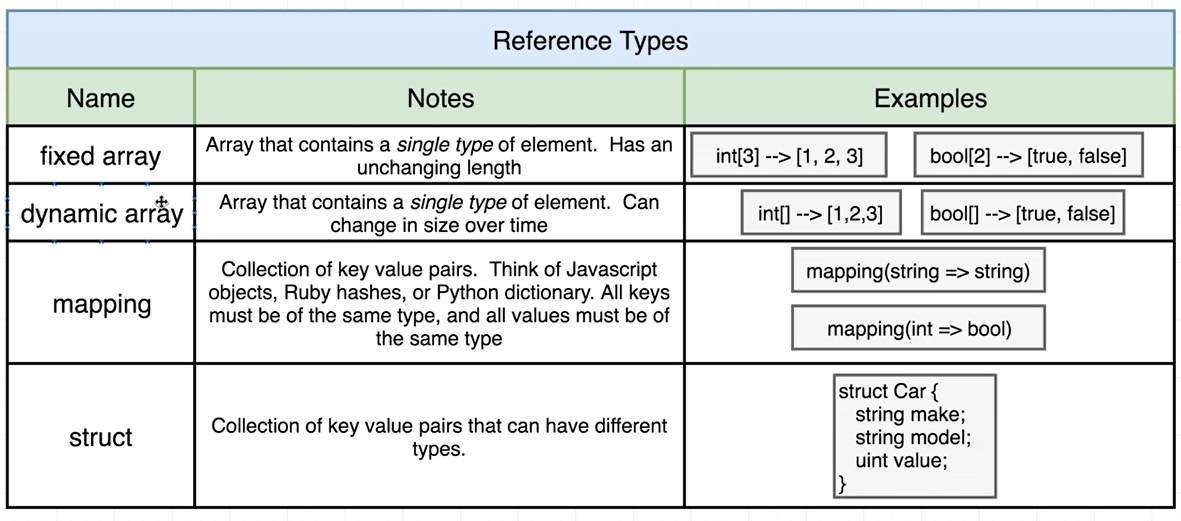 Reference Types
Name
Notes
Examples
fixed array
Array that contains a single type of element.  Has an
unchanging length
int[3] --> [1, 2, 3]
bool[2] --> [true, false]
dynamic array
Array that contains a single type of element.  Can
change in size over time
int[] --> [1,2,3]
bool[] --> [true, false]
mapping
Collection of key value pairs.  Think of Javascript
objects, Ruby hashes, or Python dictionary. All keys
must be of the same type, and all values must be of
the same type
mapping(string => string)
mapping(int => bool)
struct
Collection of key value pairs that can have different
types.
struct Car {
string make;
string model;
uint value;
}